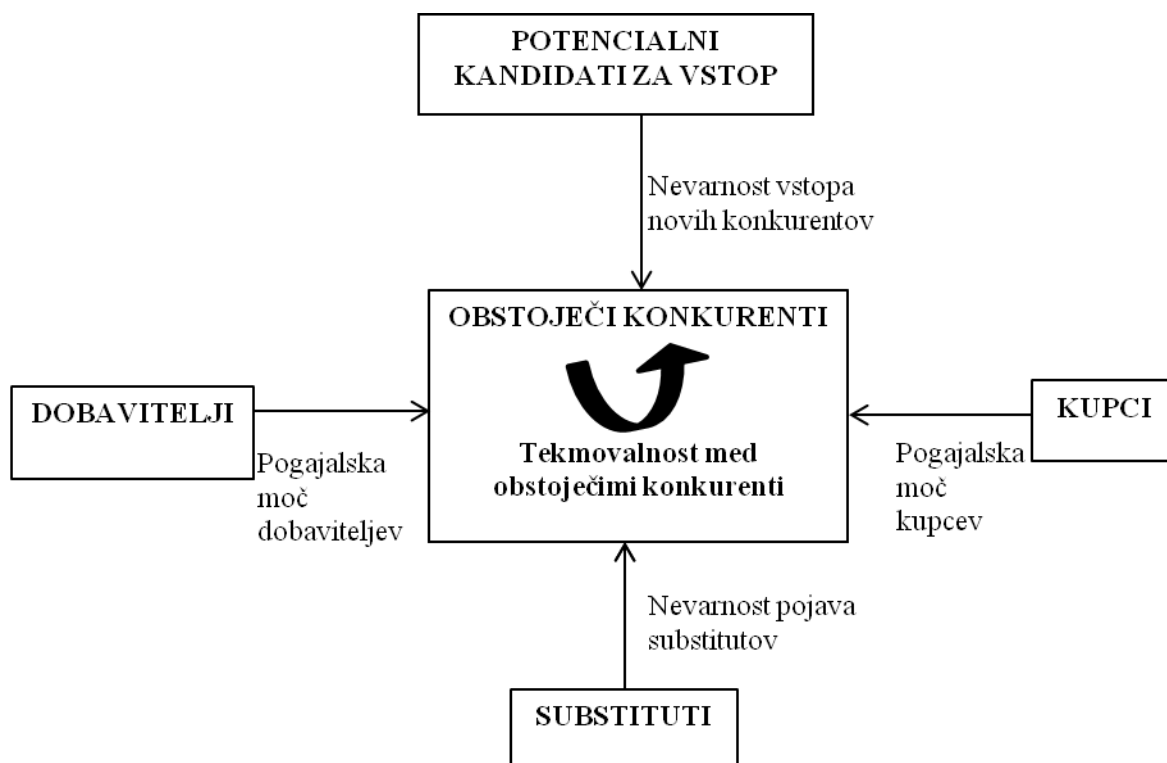 POTENCIALNI
KANDIDATI ZA VSTOP
Nevarnost vstopa
novih konkurentov
OBSTOJEČI KONKURENTI
Tekmovalnost med
obstoječimi konkurenti
DOBAVITELJI
Pogajalska
moč
dobaviteljev
KUPCI
Pogajalska
moč
kupcev
Nevarnost pojava
substitutov
SUBSTITUTI